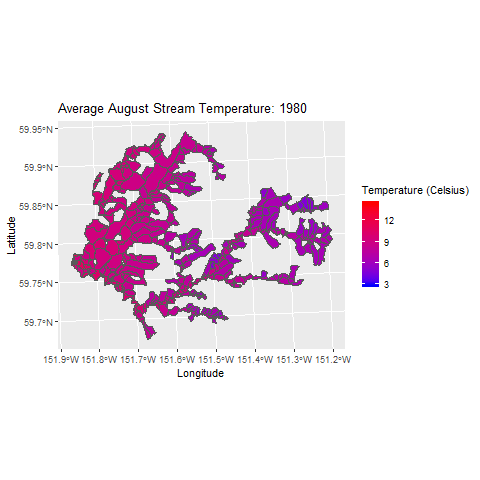 Average August Stream Temperature: 1980
59.95°N
59.9°N
59.85°N
59.8°N
59.75°N
59.7°N
Latitude
151.9°W 151.8°W 151.7°W 151.6°W 151.5°W 151.4°W 151.3°W 151.2°W
Longitude
Temperature (Celsius)
12
9
6
3